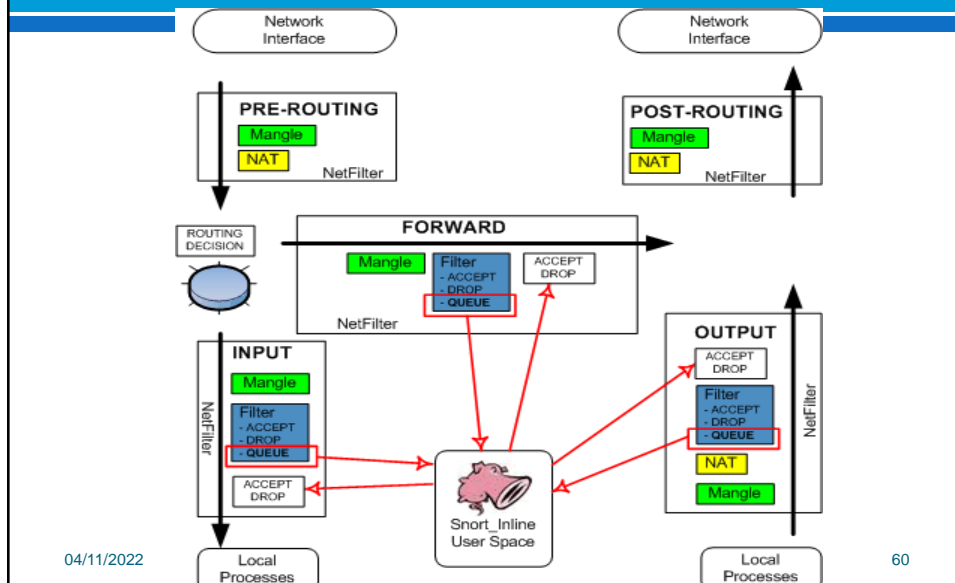 Network
Interface
Network
Interface
PRE-ROUTING
Mangle
NAT
NetFilter
POST-ROUTING
Mangle
NAT
NetFilter
ROUTING
DECISION
FORWARD
Mangle
Filter
- ACCEPT
- DROP
- QUEUE
ACCEPT
DROP
NetFilter
INPUT
Mangle
Filter
- ACCEPT
- DROP
- QUEUE
ACCEPT
DROP
NetFilter
OUTPUT
ACCEPT
DROP
Filter
- ACCEPT
- DROP
- QUEUE
NAT
Mangle
NetFilter
Snort_Inline
User Space
04/11/2022
Local
Processes
Local
Processes
60